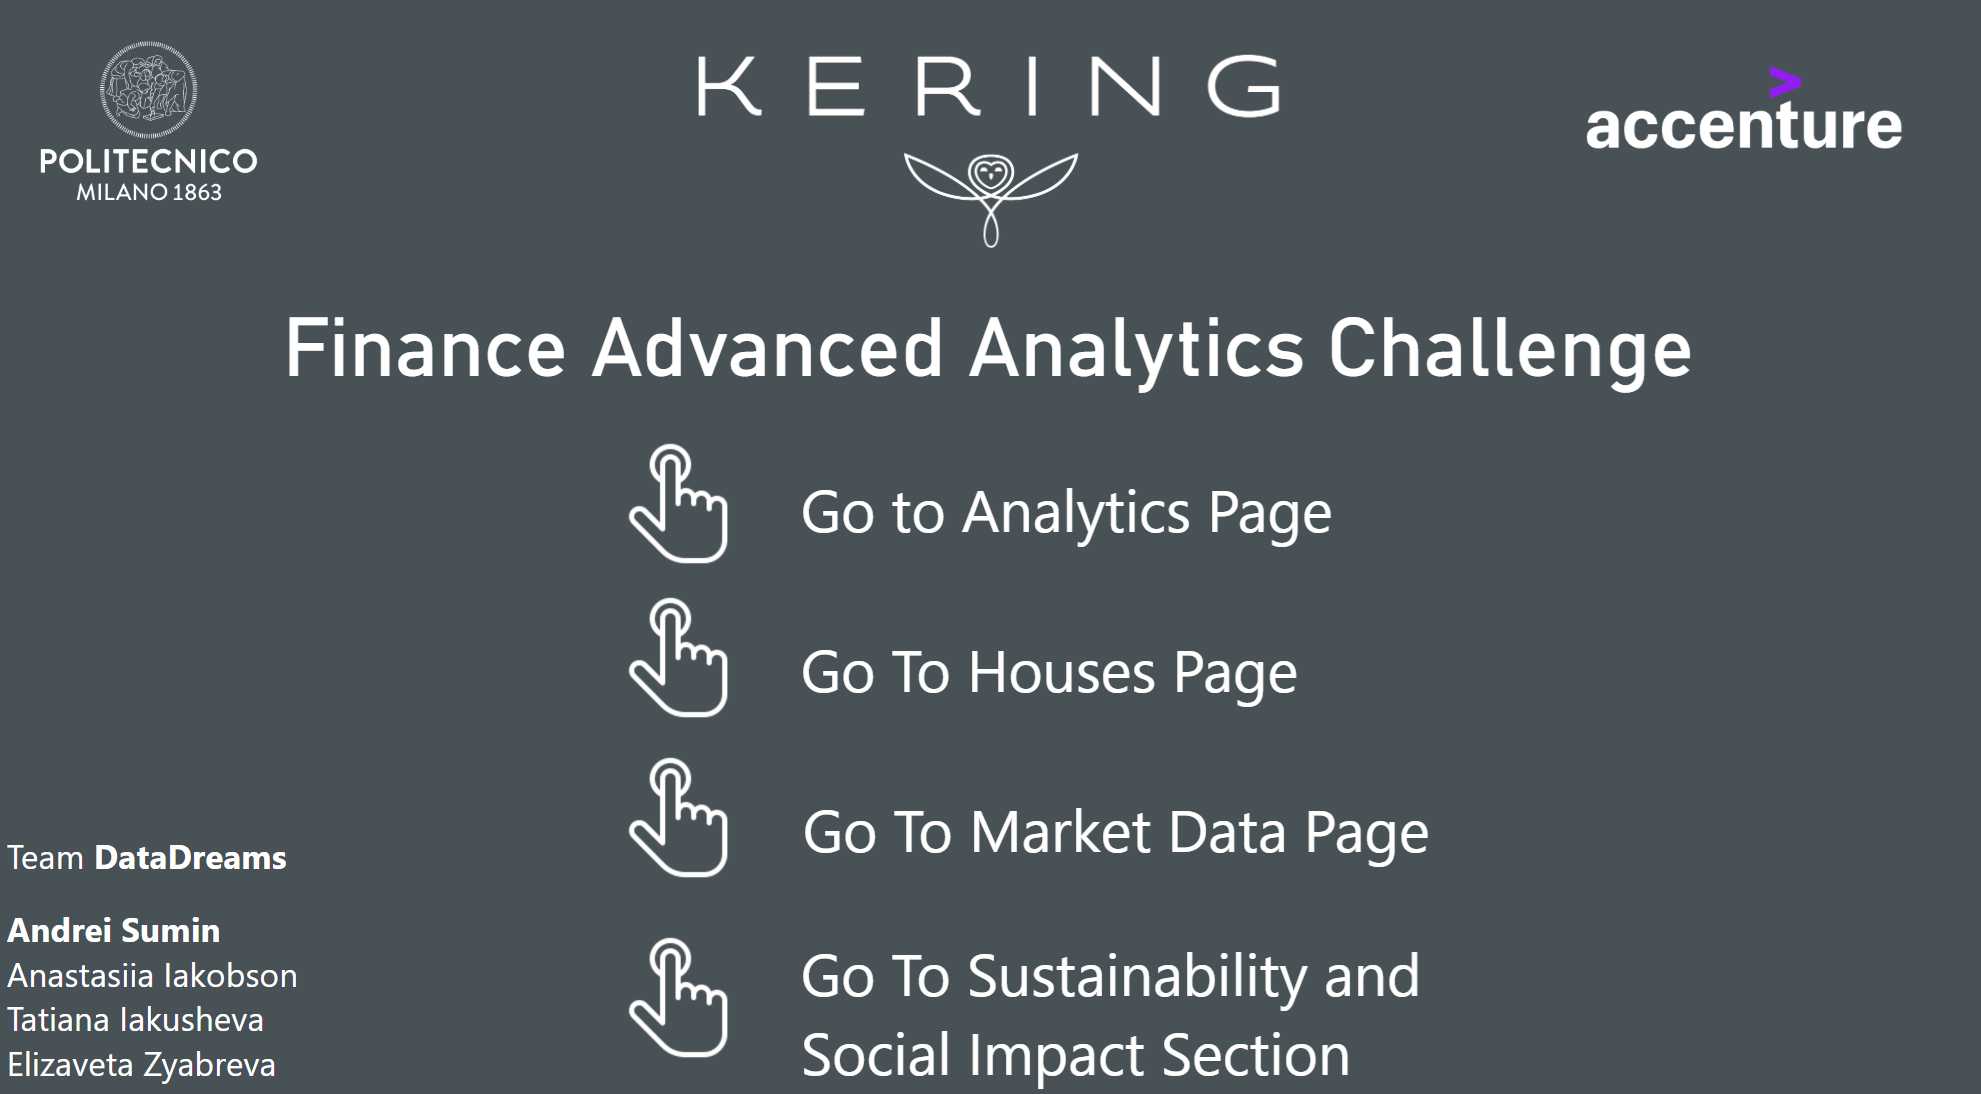 POLITECNICO
MILANO 1863
KERING
accenture
Finance Advanced Analytics Challenge
Go to Analytics Page
Go To Houses Page
Go To Market Data Page
Go To Sustainability and
Social Impact Section
Team DataDreams
Andrei Sumin
Anastasiia Iakobson
Tatiana Iakusheva
Elizaveta Zyabreva